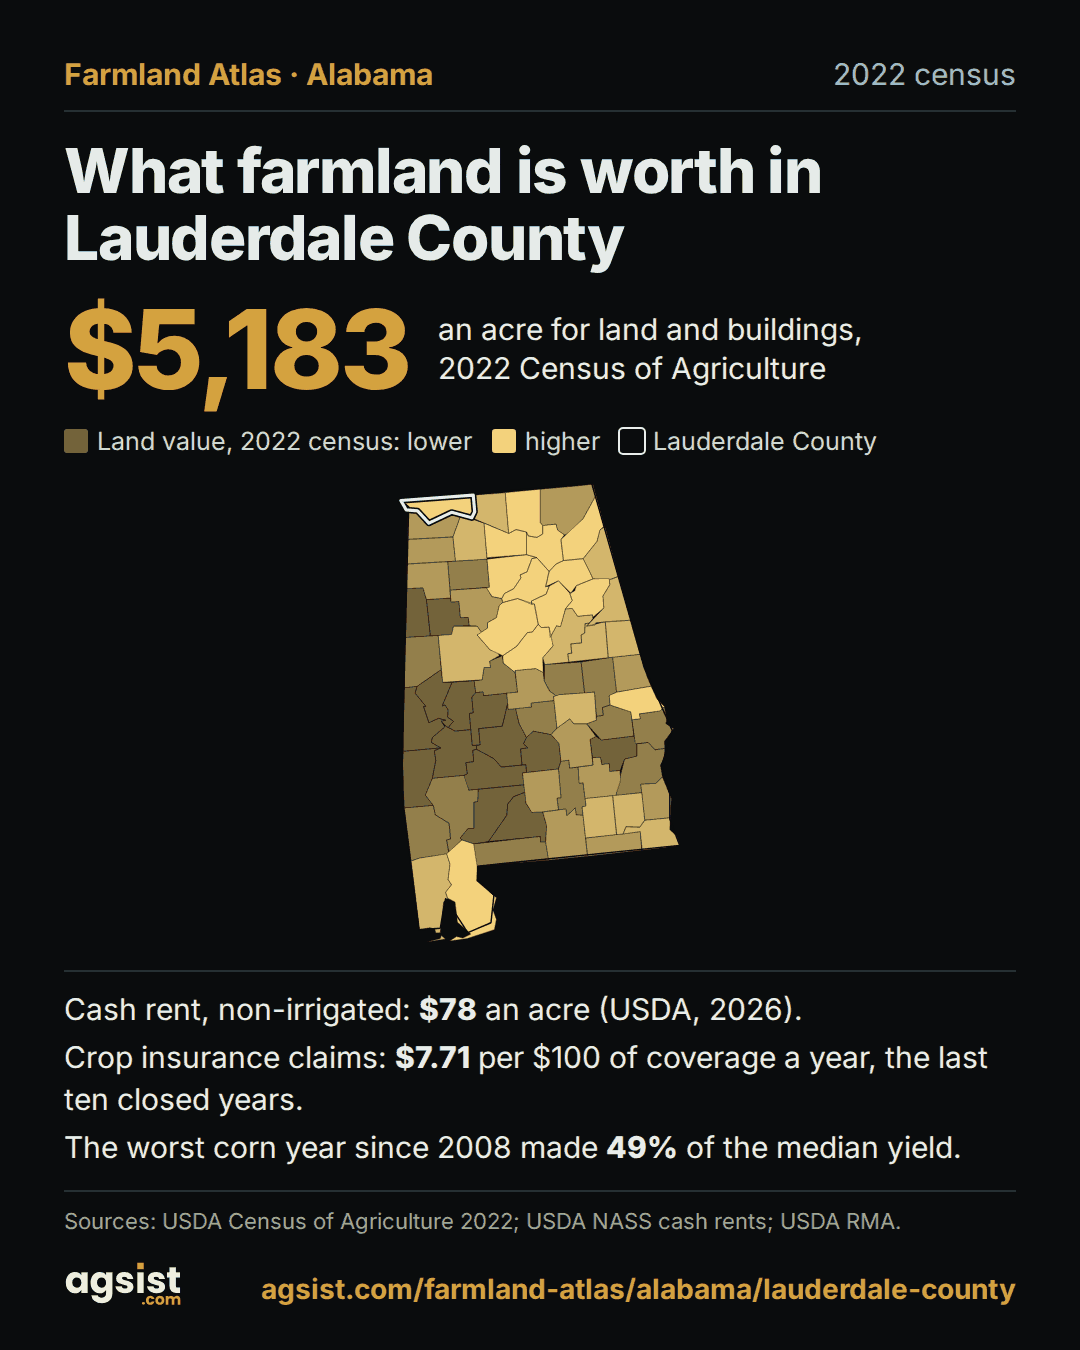 Farmland Atlas · Alabama
2022 census
What farmland is worth in
Lauderdale County
$5,183
an acre for land and buildings,
2022 Census of Agriculture
Land value, 2022 census: lower
higher
Lauderdale County
Cash rent, non-irrigated: $78 an acre (USDA, 2026).
Crop insurance claims: $7.71 per $100 of coverage a year, the last
ten closed years.
The worst corn year since 2008 made 49% of the median yield.
Sources: USDA Census of Agriculture 2022; USDA NASS cash rents; USDA RMA.
agsist
.com
agsist.com/farmland-atlas/alabama/lauderdale-county